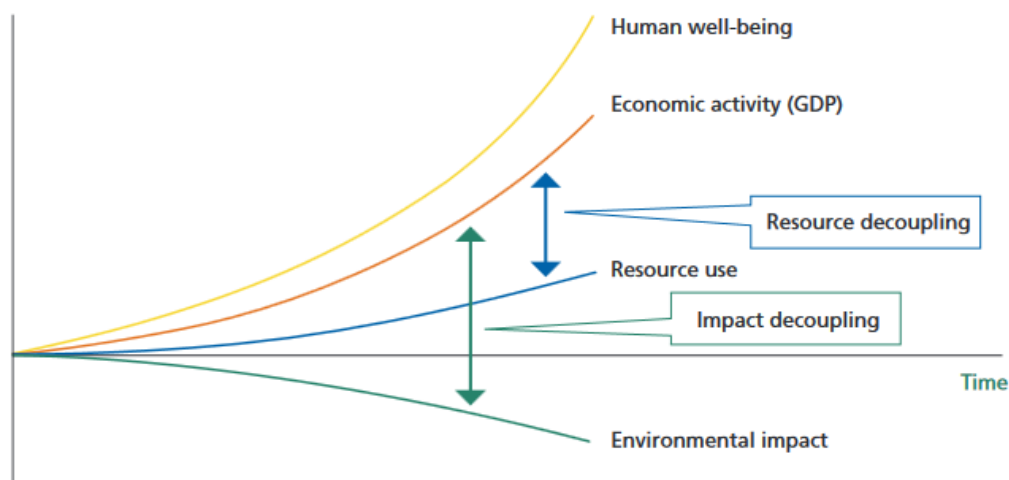 Human well-being
Economic activity (GDP)
Resource decoupling
Resource use
Impact decoupling
Time
Environmental impact